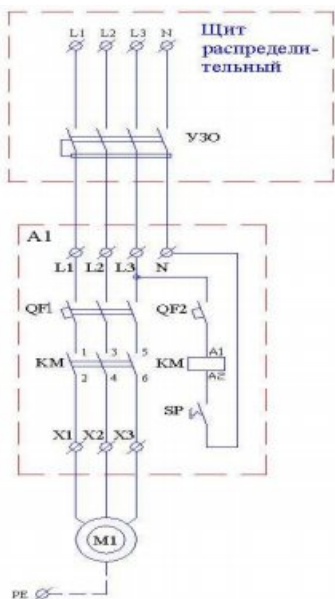 L1 L2 L3 N
Щит
распредели-
тельный
УЗО
A1
L1 L2 L3 N
QF1
QF2
KM
1 3 5
2 4 6
KM
A1
A2
SP
X1 X2 X3
M1
PE